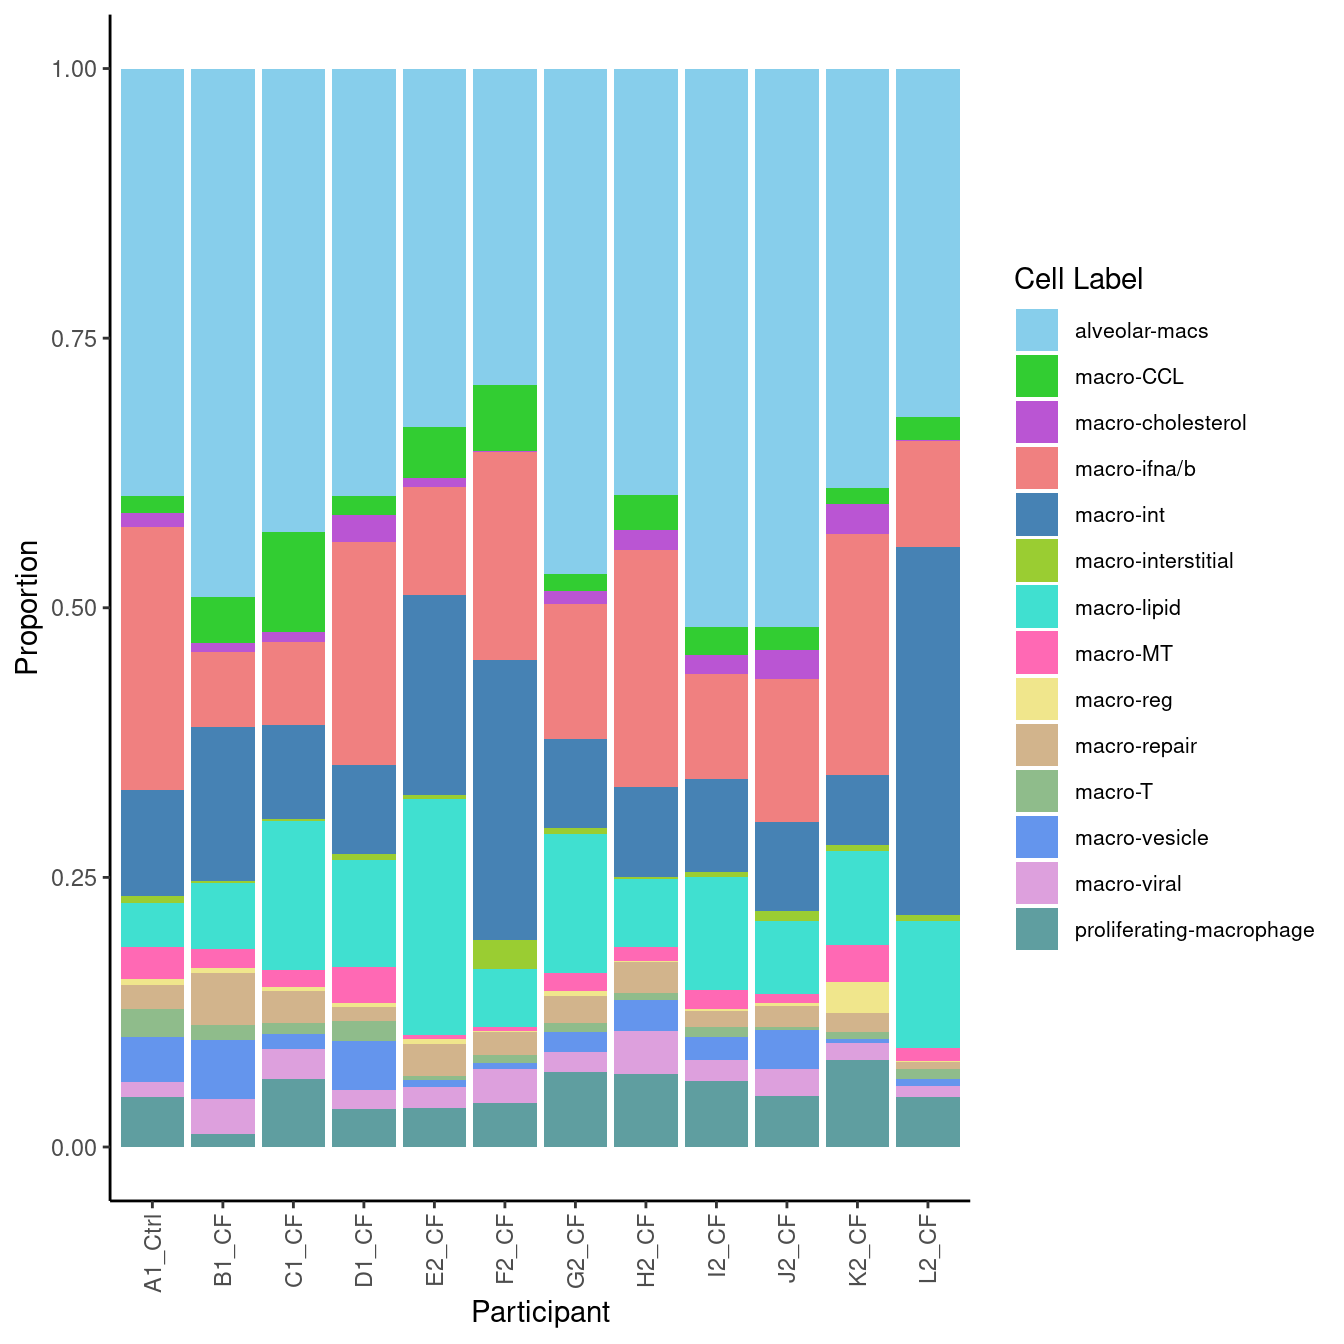 1.00
0.75
0.50
0.25
0.00
Proportion
A1_Ctrl
B1_CF
C1_CF
D1_CF
E2_CF
F2_CF
G2_CF
H2_CF
I2_CF
J2_CF
K2_CF
L2_CF
Participant
Cell Label
alveolar-macs
macro-CCL
macro-cholesterol
macro-ifna/b
macro-int
macro-interstitial
macro-lipid
macro-MT
macro-reg
macro-repair
macro-T
macro-vesicle
macro-viral
proliferating-macrophage